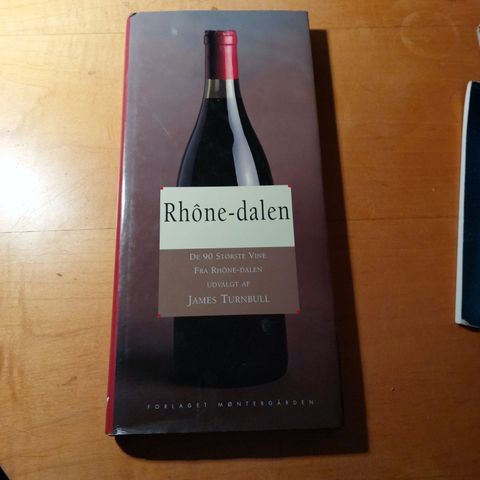 Rhône-dalen
De 90 Største Vine
Fra Rhône-dalen
udvalgt af
James Turnbull
FORLAGET MØNTERGÅRDEN